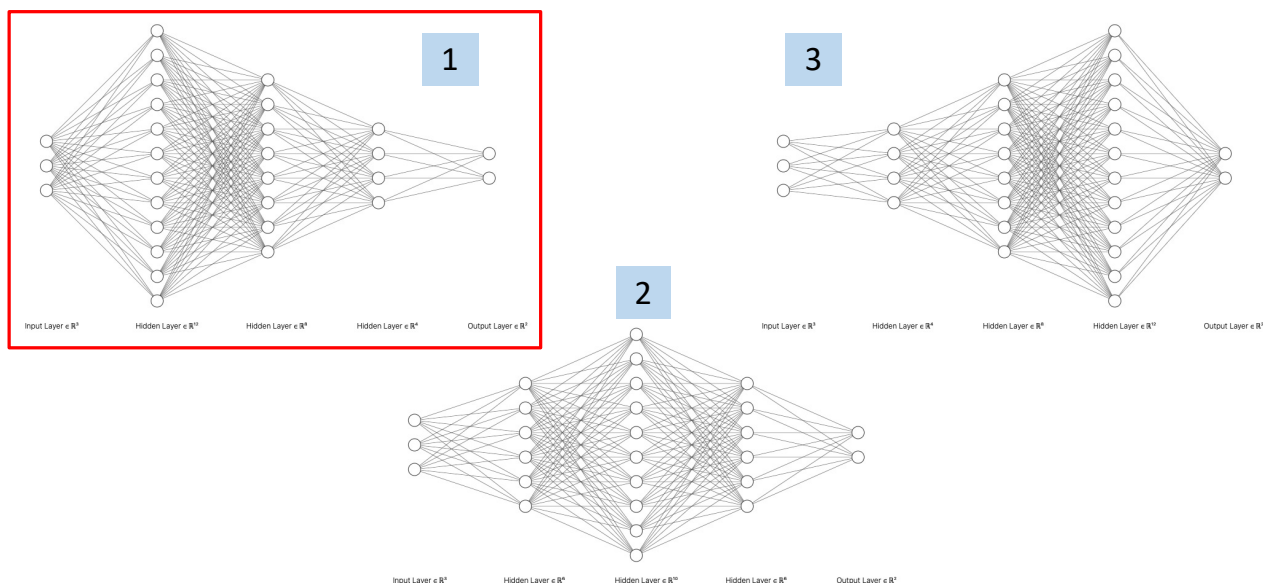 1
3
Input Layer ∈ ℝ³ Hidden Layer ∈ ℝ¹² Hidden Layer ∈ ℝ⁸ Hidden Layer ∈ ℝ⁴ Output Layer ∈ ℝ²
Input Layer ∈ ℝ³ Hidden Layer ∈ ℝ⁴ Hidden Layer ∈ ℝ⁸ Hidden Layer ∈ ℝ¹² Output Layer ∈ ℝ²
2
Input Layer ∈ ℝ³ Hidden Layer ∈ ℝ⁶ Hidden Layer ∈ ℝ¹⁰ Hidden Layer ∈ ℝ⁶ Output Layer ∈ ℝ²